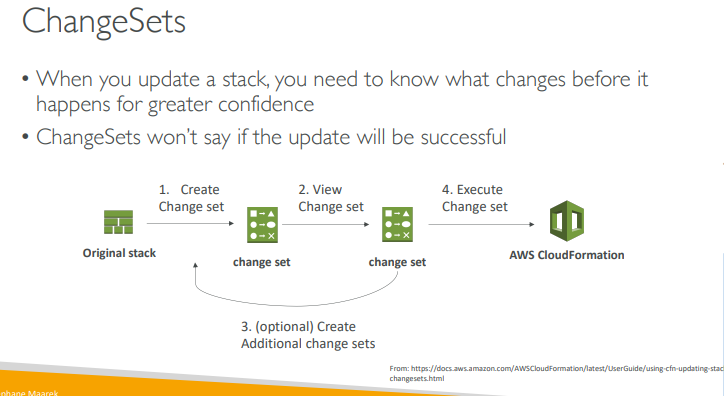 ChangeSets
• When you update a stack, you need to know what changes before it
happens for greater confidence
• ChangeSets won't say if the update will be successful
1. Create
Change set
2. View
Change set
4. Execute
Change set
Original stack
change set
change set
AWS CloudFormation
3. (optional) Create
Additional change sets
From: https://docs.aws.amazon.com/AWSCloudFormation/latest/UserGuide/using-cfn-updating-stac
changesets.html
phane Maarek